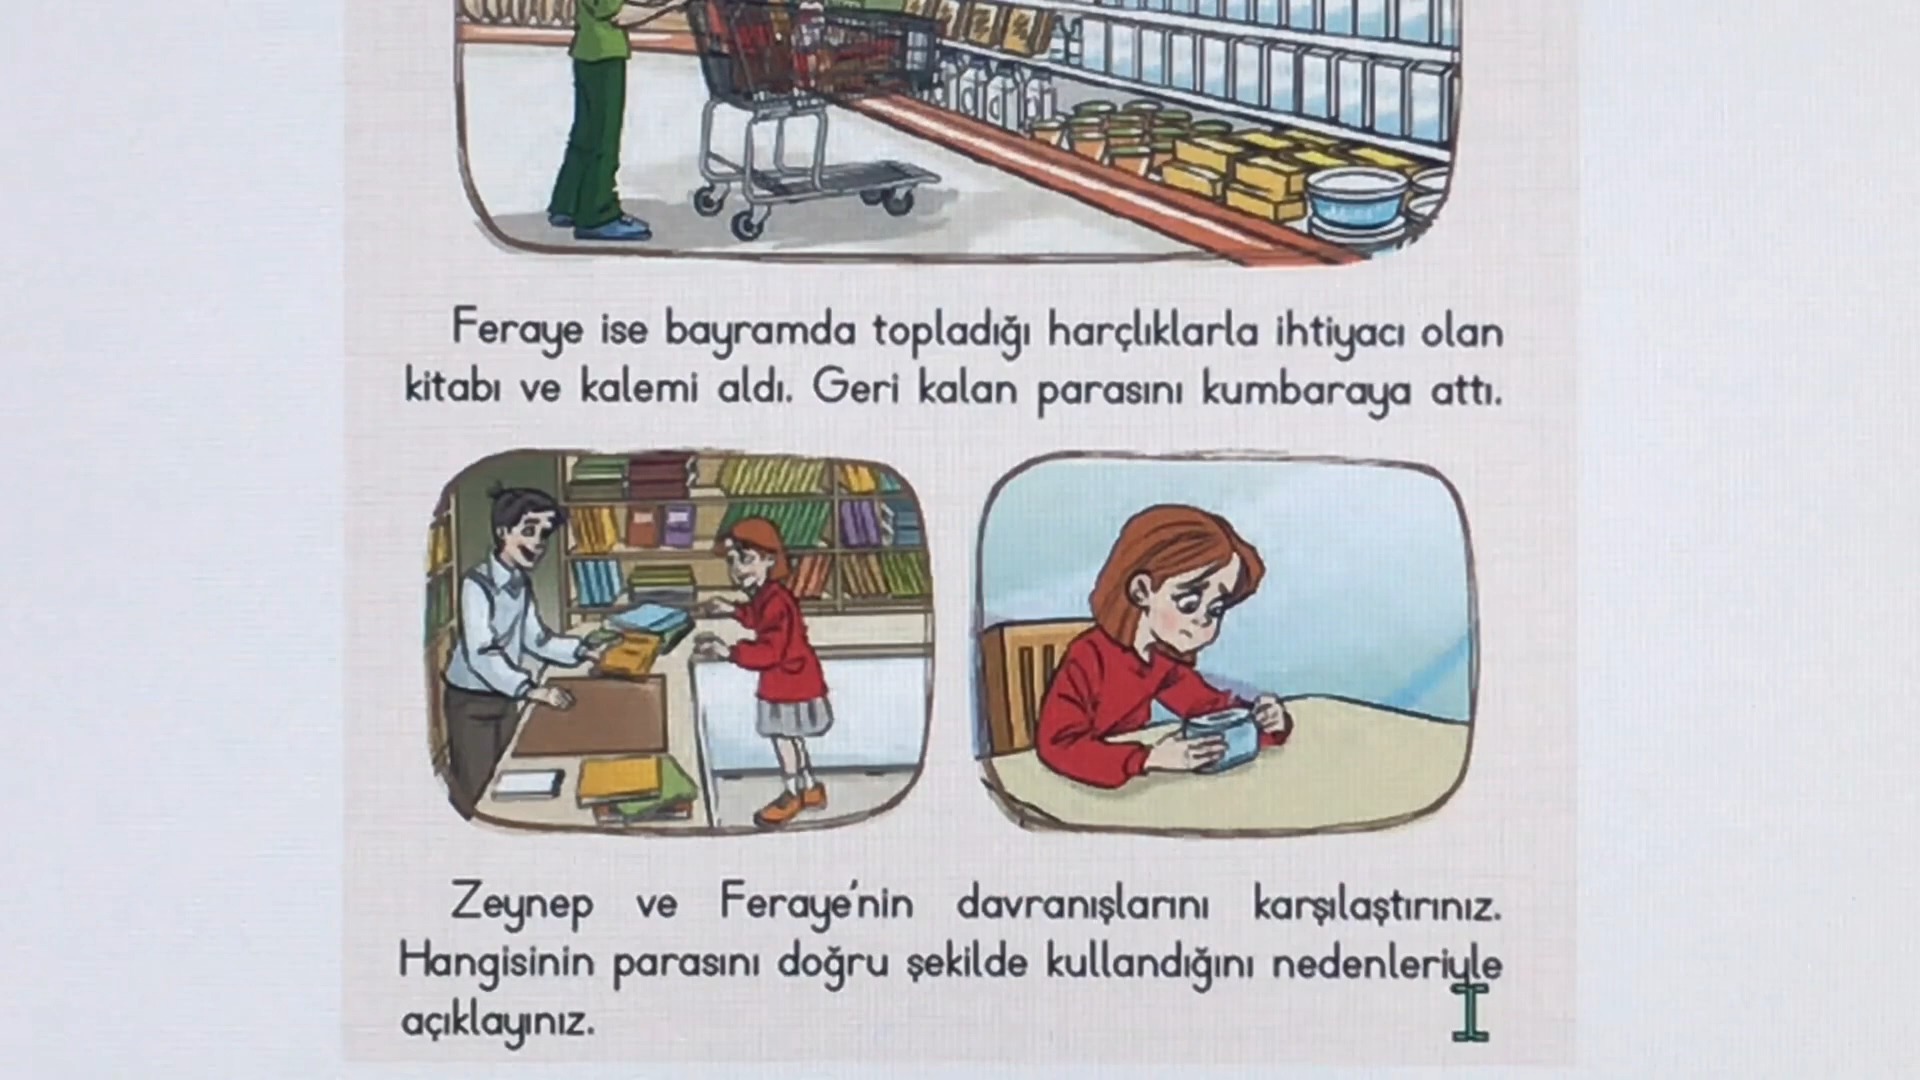 Feraye ise bayramda topladığı harçlıklarla ihtiyacı olan
kitabı ve kalemi aldı. Geri kalan parasını kumbaraya attı.
Zeynep ve Feraye'nin davranışlarını karşılaştırınız.
Hangisinin parasını doğru şekilde kullandığını nedenleriyle
açıklayınız.